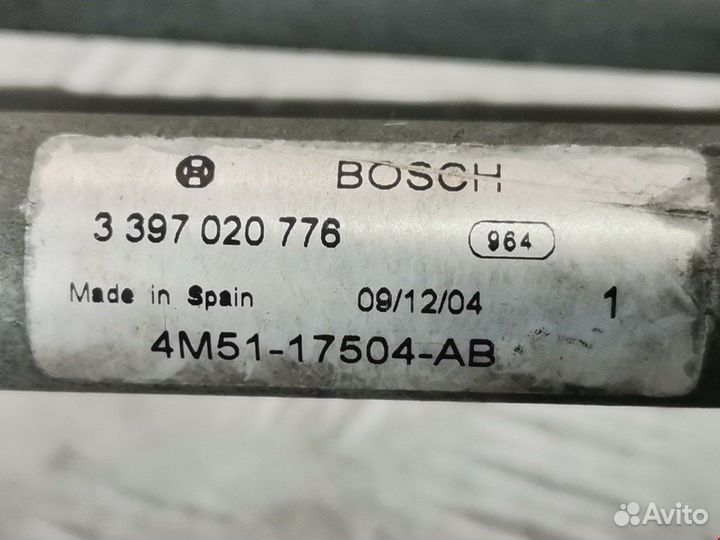 BOSCH
3 397 020 776 964
Made in Spain 09/12/04 1
4M51-17504-AB
Avito